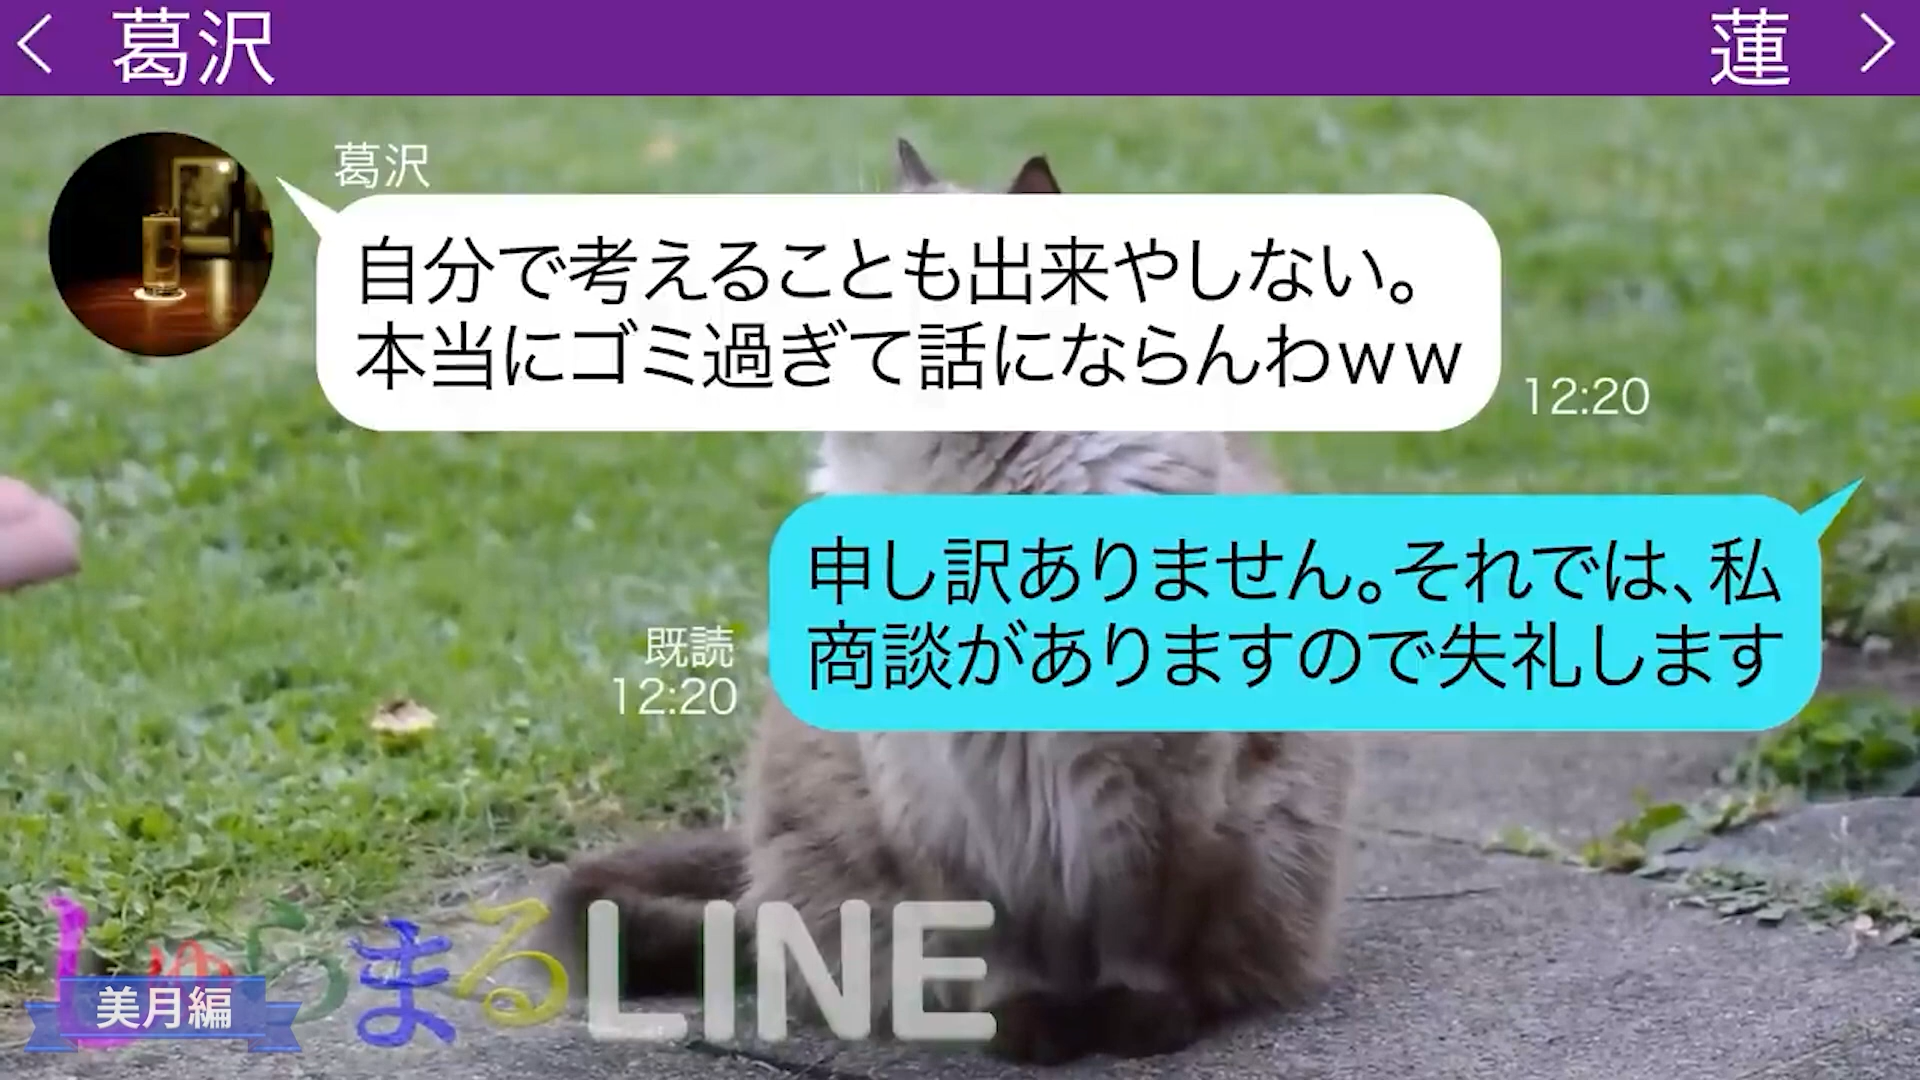 葛沢
蓮
葛沢
自分で考えることも出来やしない。
本当にゴミ過ぎて話にならんわｗｗ
12:20
申し訳ありません。それでは、私
商談がありますので失礼します
既読
12:20
しゅらまるLINE
美月編